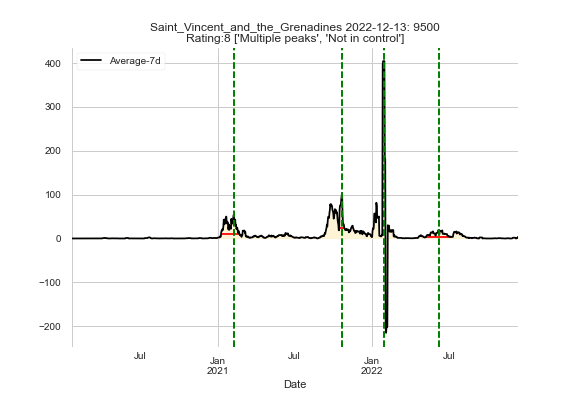 Saint_Vincent_and_the_Grenadines 2022-12-13: 9500
Rating:8 ['Multiple peaks', 'Not in control']
Average-7d
400
300
200
100
0
−100
−200
Jul
Jan
2021
Jul
Jan
2022
Jul
Date